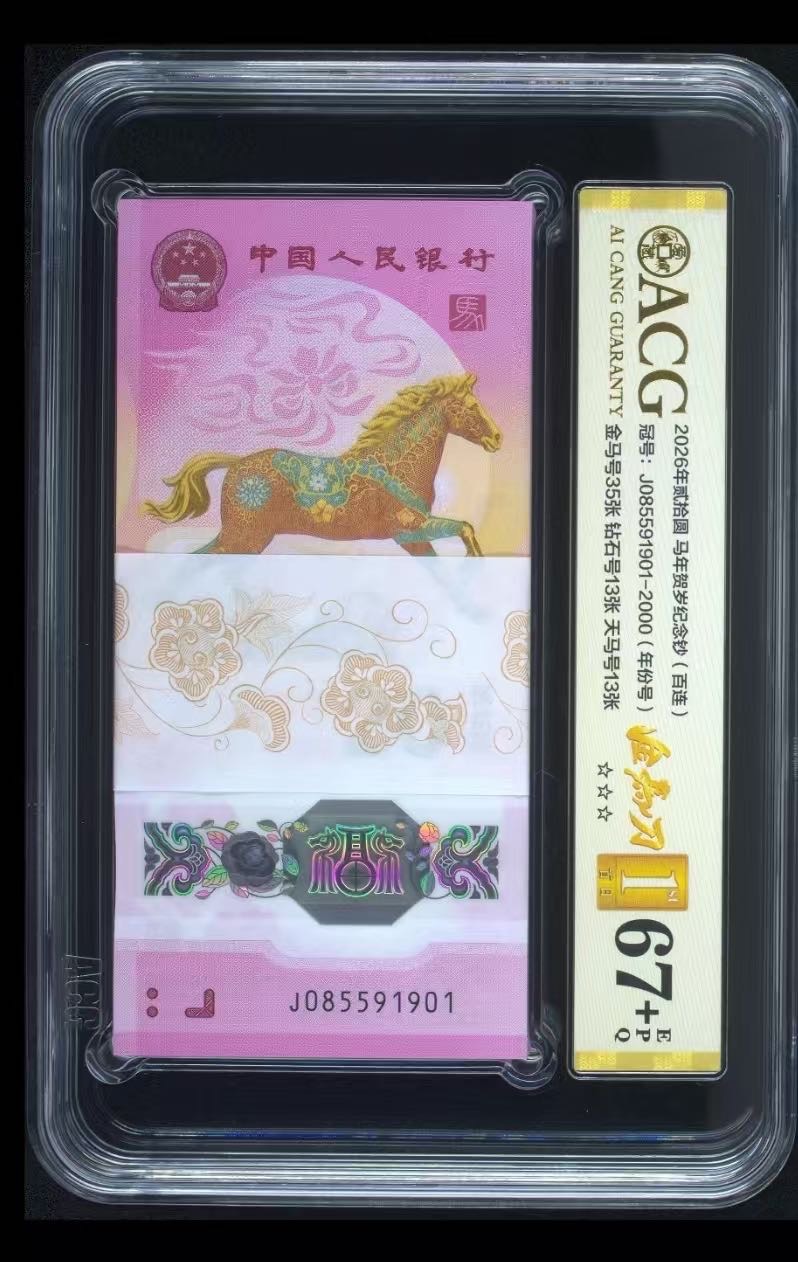 中国人民银行
馬
J085591901
ACG
AI CANG GUARANTY
2026年贰拾圆 马年贺岁纪念钞（百连）
冠号：J085591901-2000（年份号）
金马号35张 钻石号13张 天马号13张
☆☆☆
1ST
67+
EPQ
ACG